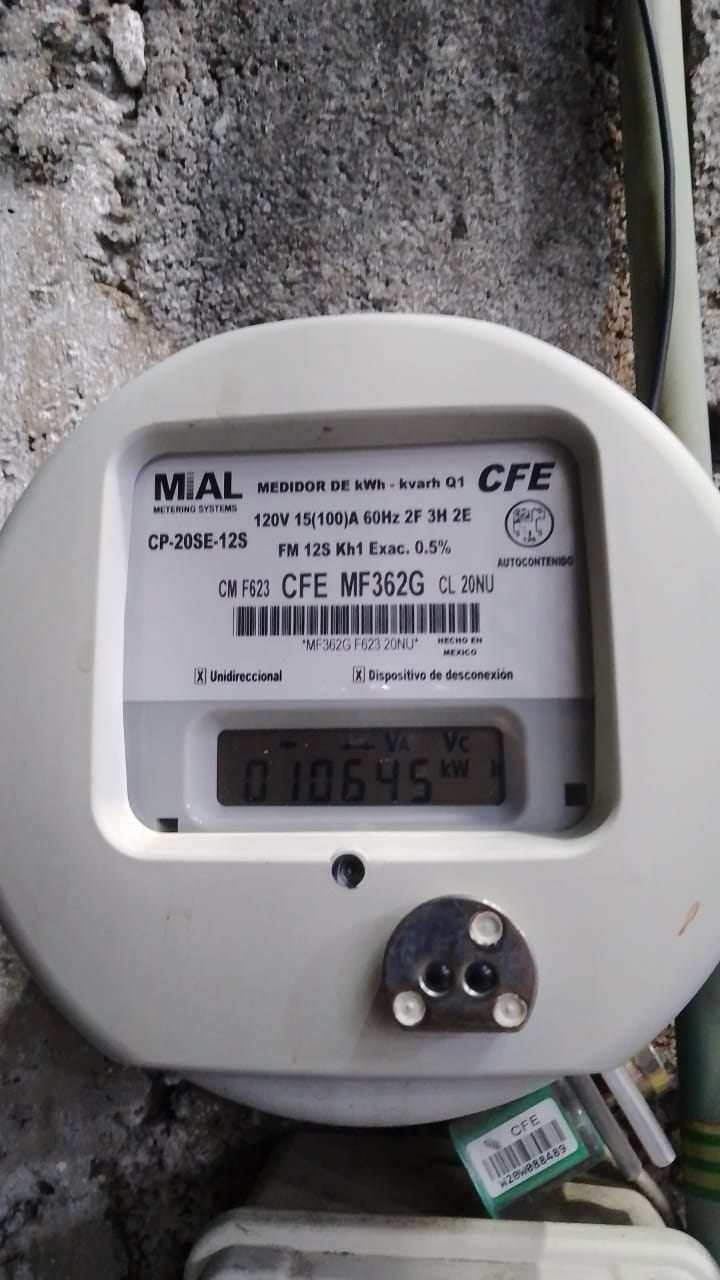 MIAL
METERING SYSTEMS
MEDIDOR DE kWh - kvarh Q1
CFE
120V 15(100)A 60Hz 2F 3H 2E
CP-20SE-12S
FM 12S Kh1 Exac. 0.5%
AUTOCONTENIDO
CM F623 CFE MF362G CL 20NU
*MF362G F623 20NU*
HECHO EN
MEXICO
X Unidireccional
X Dispositivo de desconexión
VA VC
010645 kW h
CFE
W20W088489